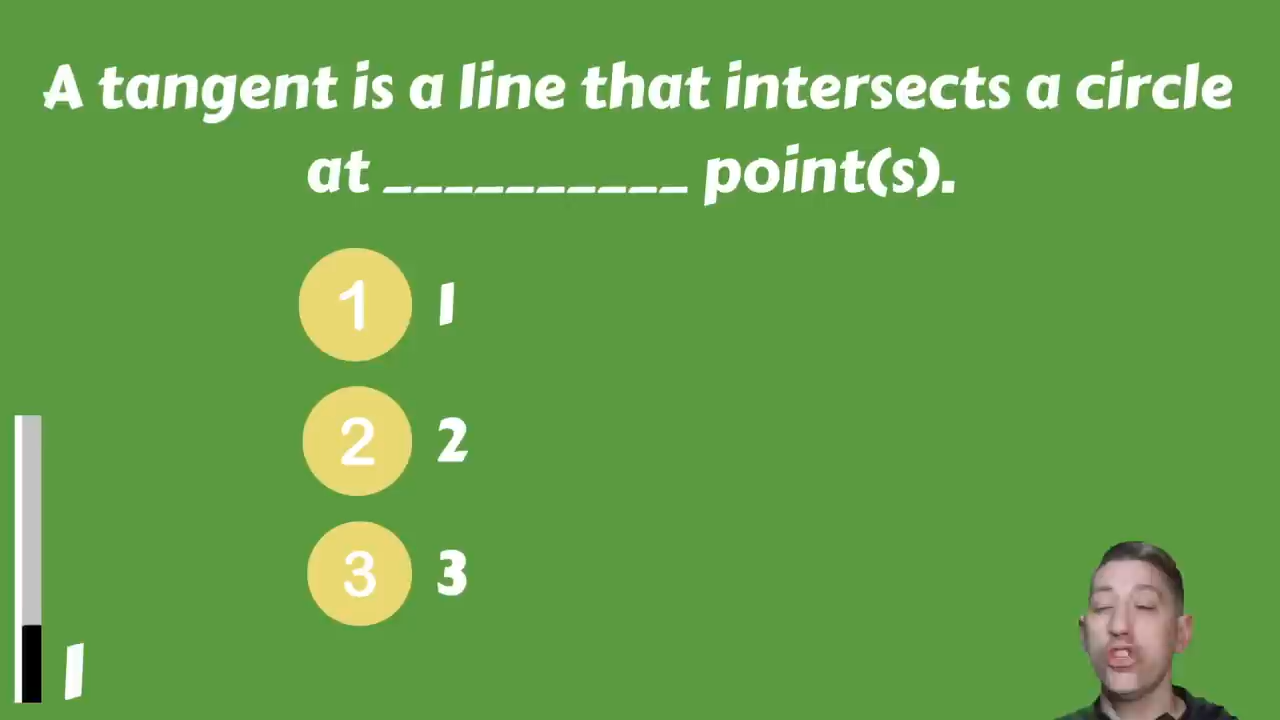 A tangent is a line that intersects a circle
at __________ point(s).
1 1
2 2
3 3
1